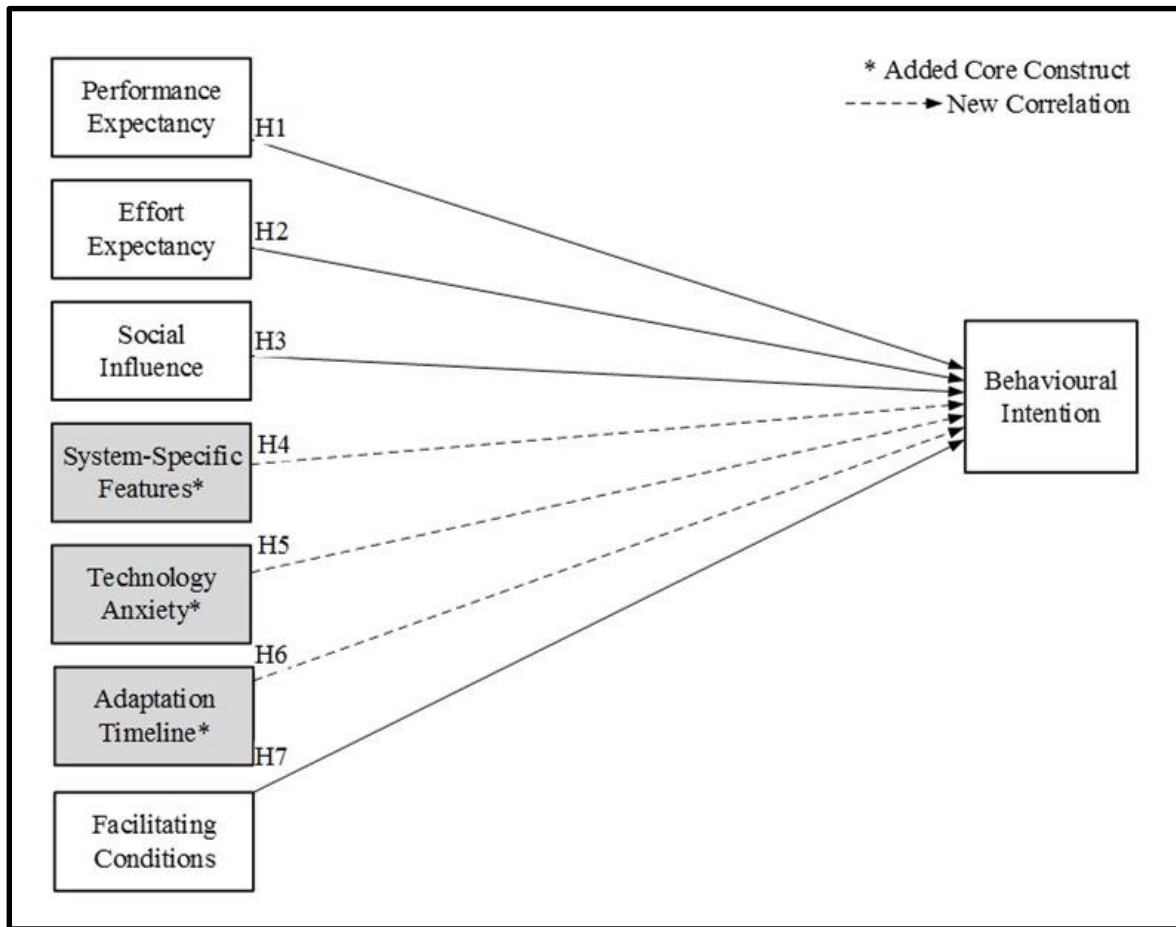 * Added Core Construct
New Correlation
Performance
Expectancy
H1
Effort
Expectancy
H2
Social
Influence
H3
System-Specific
Features*
H4
Technology
Anxiety*
H5
Adaptation
Timeline*
H6
H7
Facilitating
Conditions
Behavioural
Intention